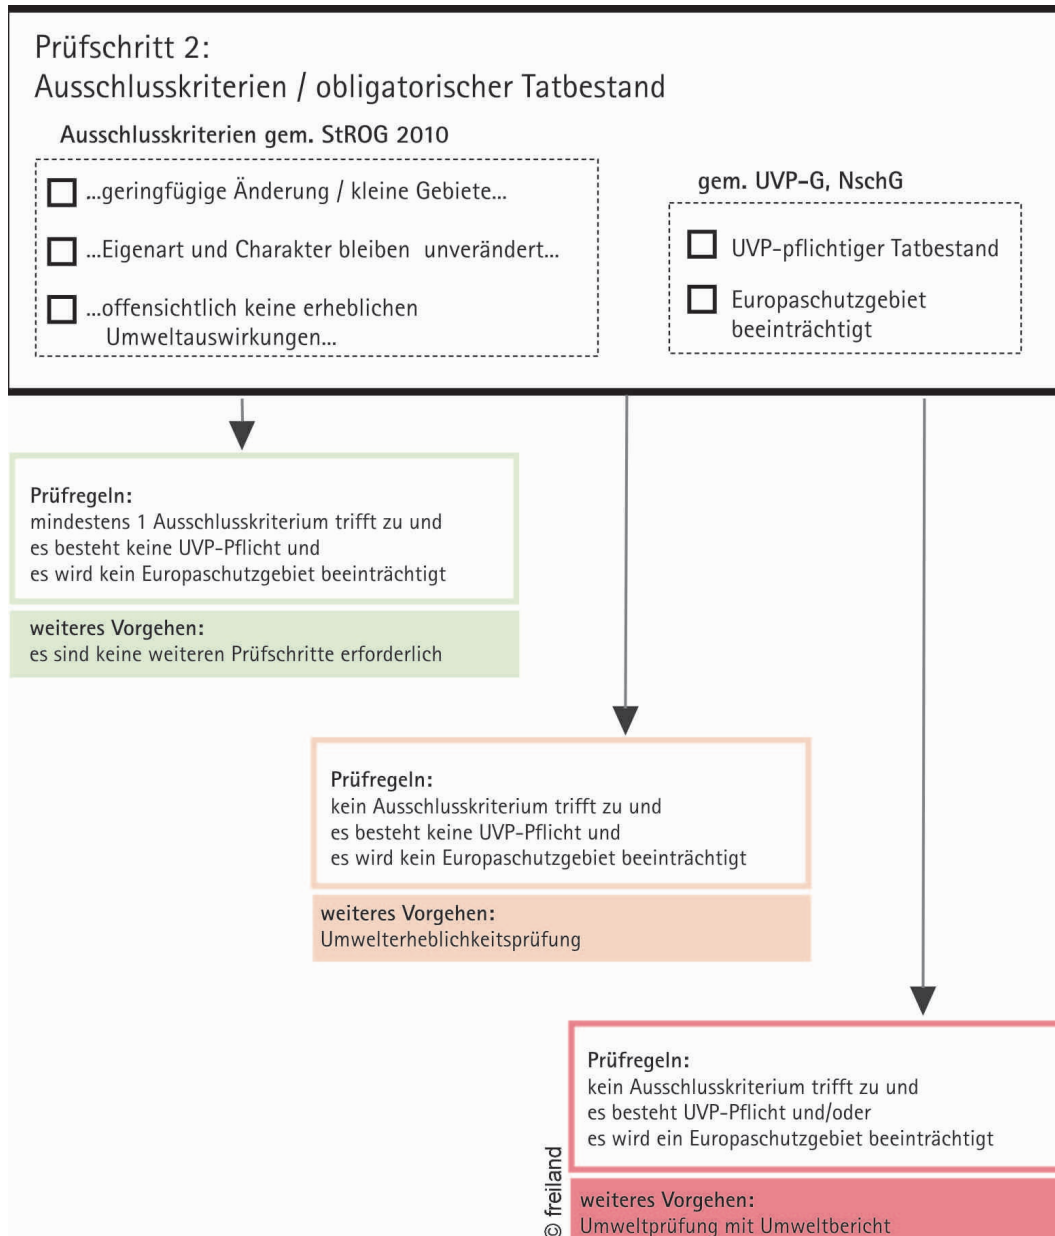 Prüfschritt 2:
Ausschlusskriterien / obligatorischer Tatbestand
Ausschlusskriterien gem. StROG 2010
...geringfügige Änderung / kleine Gebiete...
...Eigenart und Charakter bleiben unverändert...
...offensichtlich keine erheblichen
Umweltauswirkungen...
gem. UVP-G, NschG
UVP-pflichtiger Tatbestand
Europaschutzgebiet
beeinträchtigt
Prüfregeln:
mindestens 1 Ausschlusskriterium trifft zu und
es besteht keine UVP-Pflicht und
es wird kein Europaschutzgebiet beeinträchtigt
weiteres Vorgehen:
es sind keine weiteren Prüfschritte erforderlich
Prüfregeln:
kein Ausschlusskriterium trifft zu und
es besteht keine UVP-Pflicht und
es wird kein Europaschutzgebiet beeinträchtigt
weiteres Vorgehen:
Umwelterheblichkeitsprüfung
Prüfregeln:
kein Ausschlusskriterium trifft zu und
es besteht UVP-Pflicht und/oder
es wird ein Europaschutzgebiet beeinträchtigt
weiteres Vorgehen:
Umweltprüfung mit Umweltbericht
© freiland